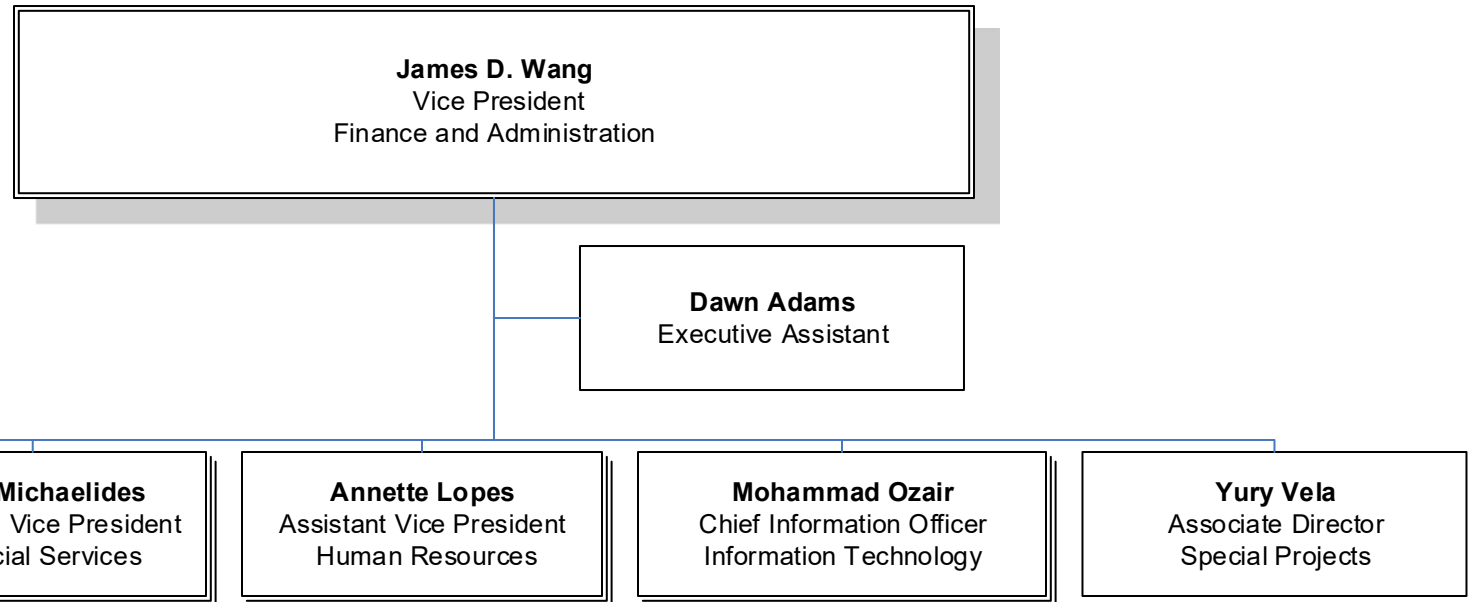 James D. Wang
Vice President
Finance and Administration
Dawn Adams
Executive Assistant
Michaelides
Vice President
Services
Annette Lopes
Assistant Vice President
Human Resources
Mohammad Ozair
Chief Information Officer
Information Technology
Yury Vela
Associate Director
Special Projects